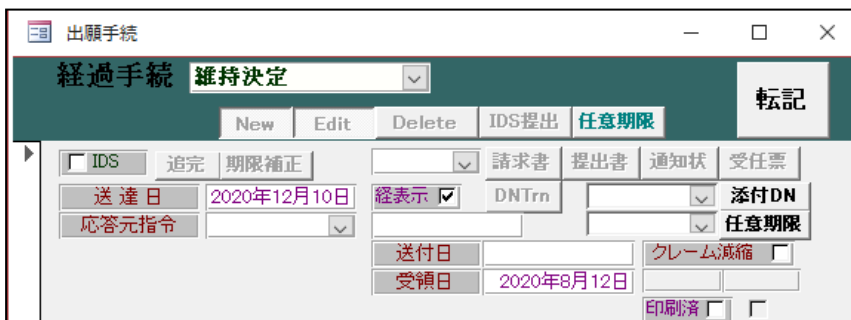 出願手続
経過手続 維持決定
転記
New Edit Delete IDS提出 任意期限
IDS 追完 期限補正 請求書 提出書 通知状 受任票
送達日 2020年12月10日 経表示 DNTrn 添付DN
応答元指令 任意期限
送付日 クレーム減縮
受領日 2020年8月12日
印刷済